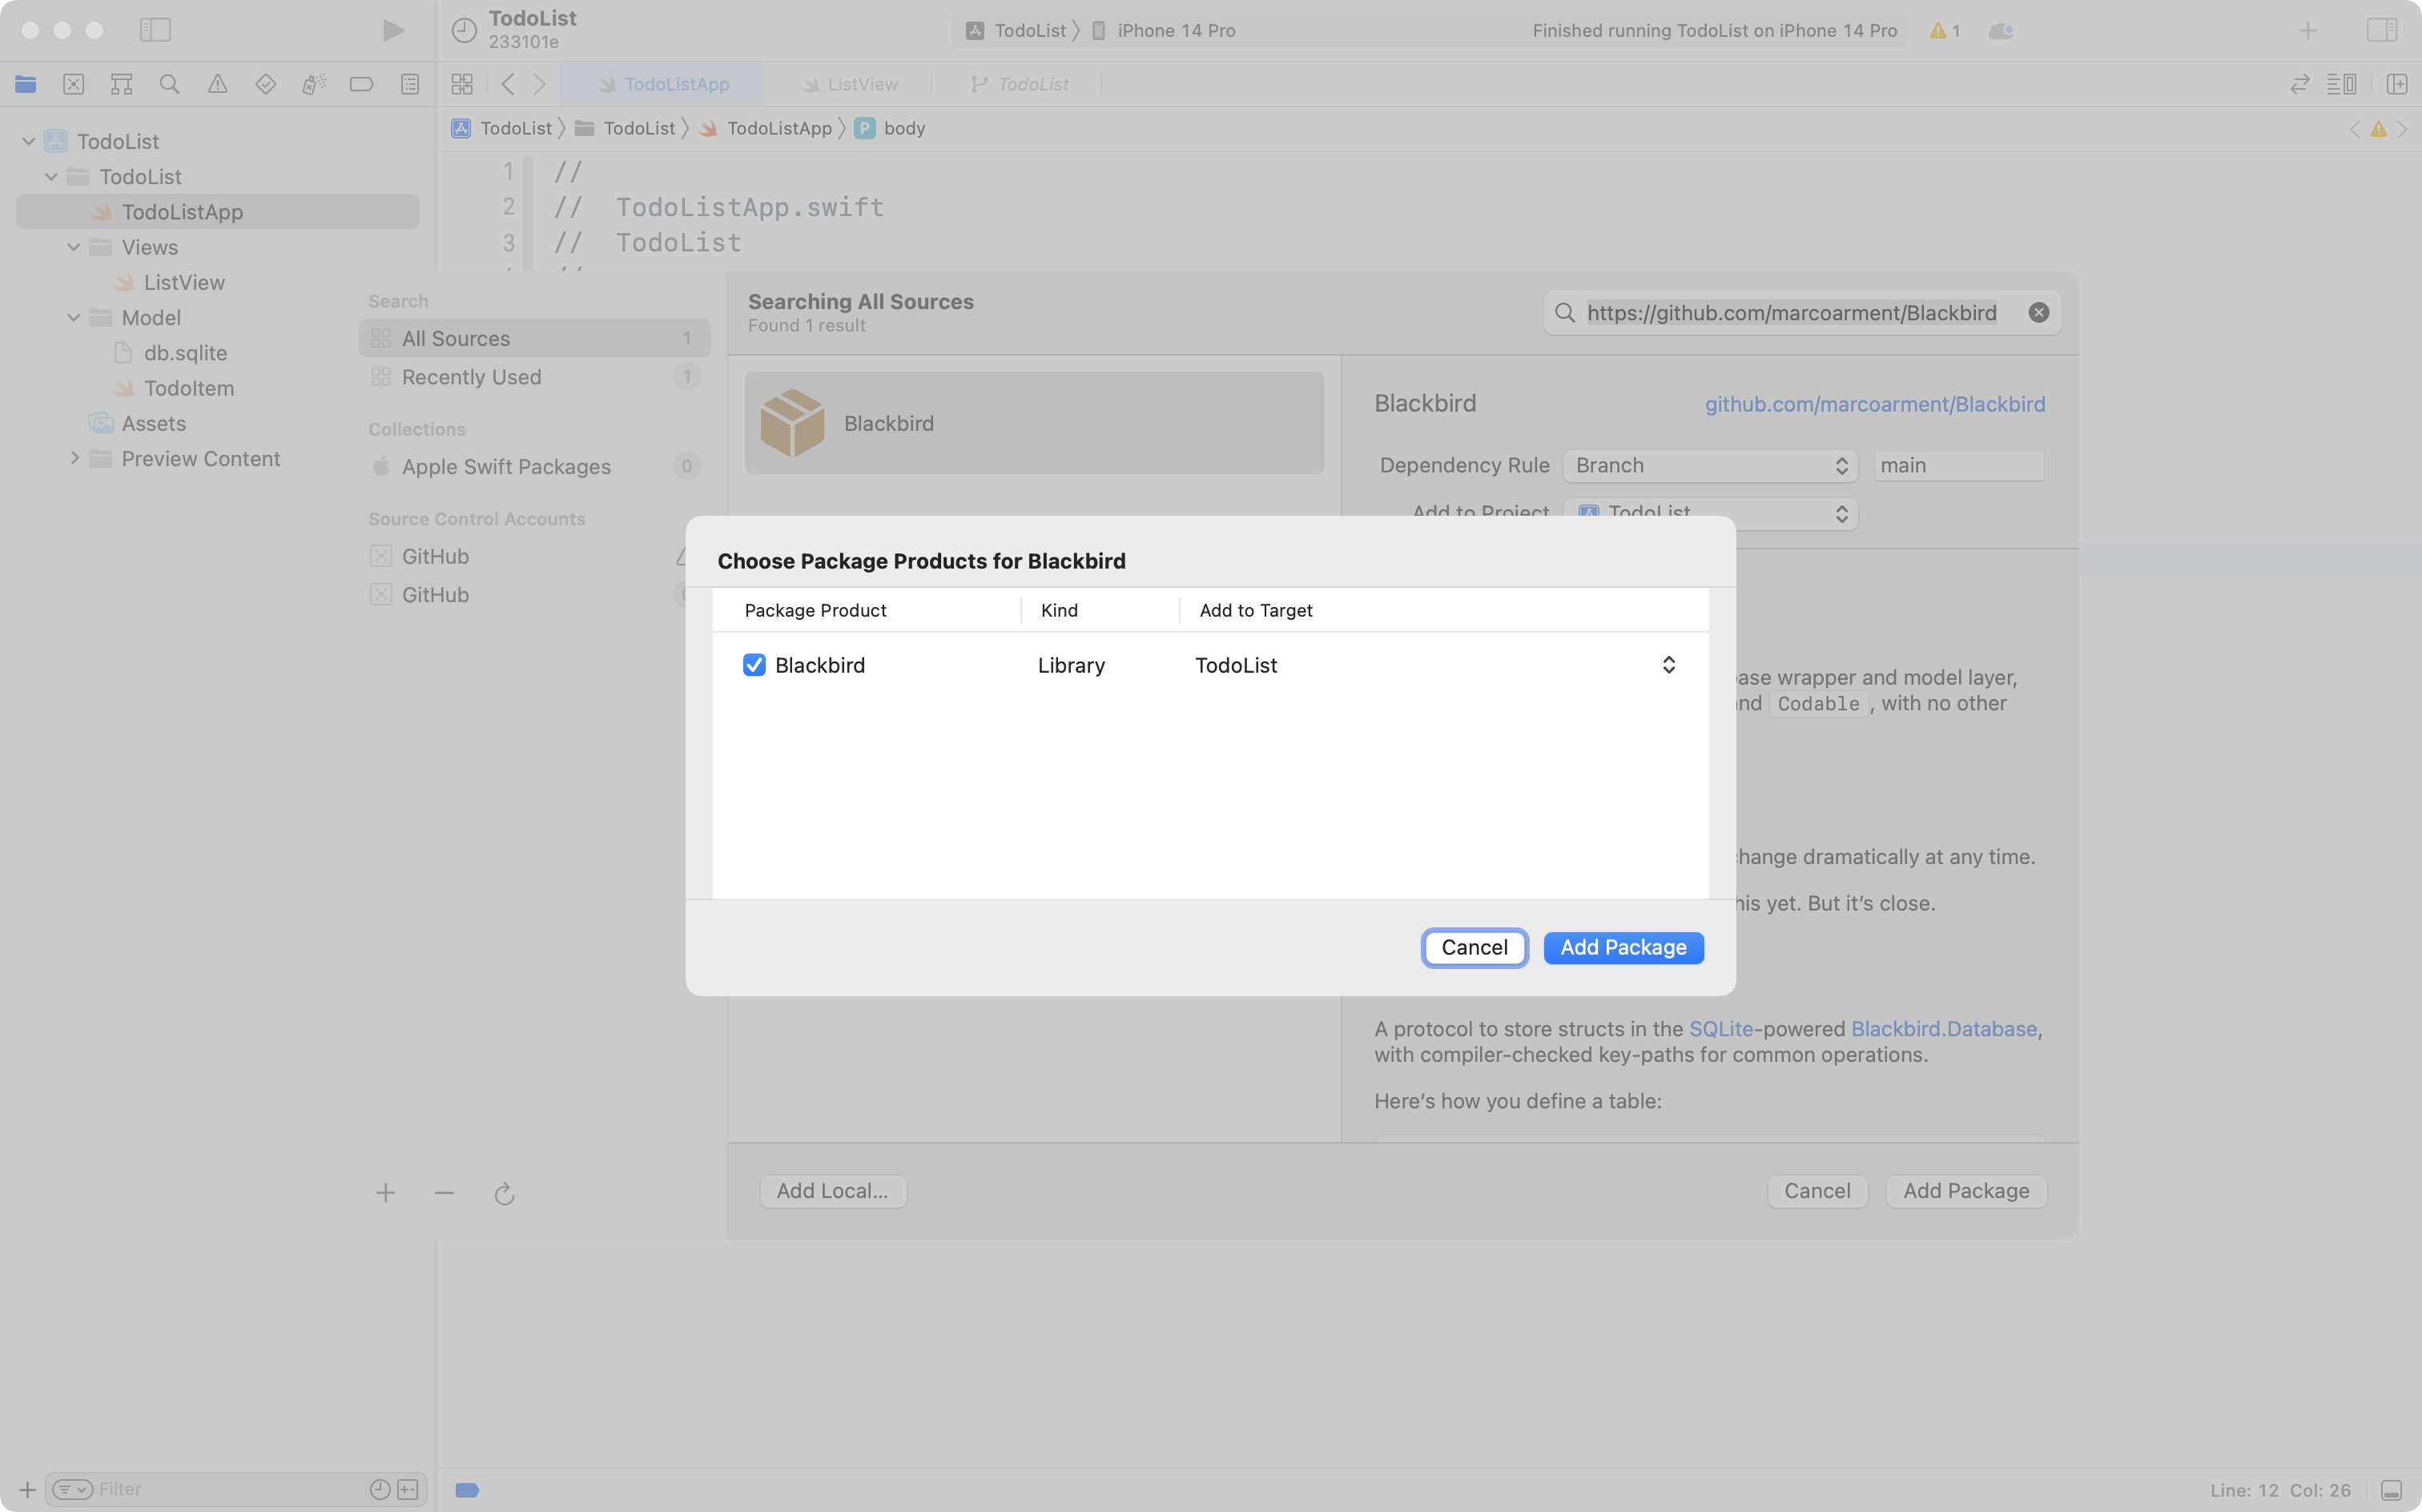 TodoList
233101e
TodoList
iPhone 14 Pro
Finished running TodoList on iPhone 14 Pro
1
TodoListApp
ListView
TodoList
TodoList
TodoList
TodoListApp
P
body
TodoList
TodoList
TodoListApp
Views
ListView
Model
db.sqlite
TodoItem
Assets
Preview Content
1 //
2 // TodoListApp.swift
3 // TodoList
Search
All Sources 1
Recently Used 1
Collections
Apple Swift Packages 0
Source Control Accounts
GitHub
GitHub
Searching All Sources
Found 1 result
https://github.com/marcoarment/Blackbird
Blackbird
Blackbird
github.com/marcoarment/Blackbird
Dependency Rule Branch main
Add to Project TodoList
Choose Package Products for Blackbird
Package Product Kind Add to Target
Blackbird Library TodoList
Cancel Add Package
wrapper and model layer,
Codable, with no other
dramatically at any time.
yet. But it’s close.
A protocol to store structs in the SQLite-powered Blackbird.Database,
with compiler-checked key-paths for common operations.
Here’s how you define a table:
Add Local...
Cancel Add Package
Filter
Line: 12 Col: 26